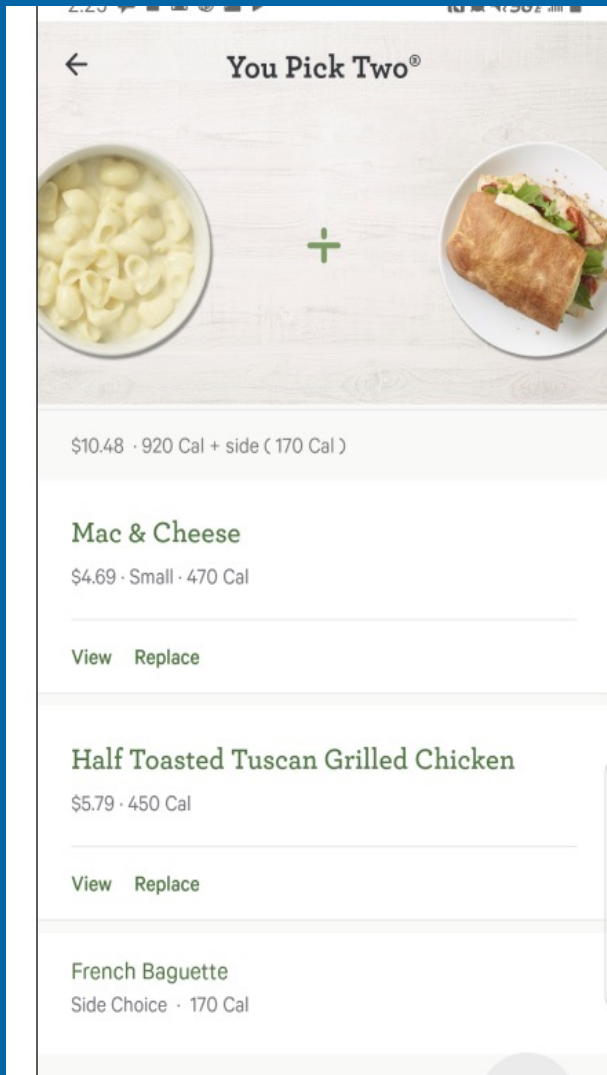 You Pick Two®
$10.48 · 920 Cal + side ( 170 Cal )
Mac & Cheese
$4.69 · Small · 470 Cal
View Replace
Half Toasted Tuscan Grilled Chicken
$5.79 · 450 Cal
View Replace
French Baguette
Side Choice · 170 Cal